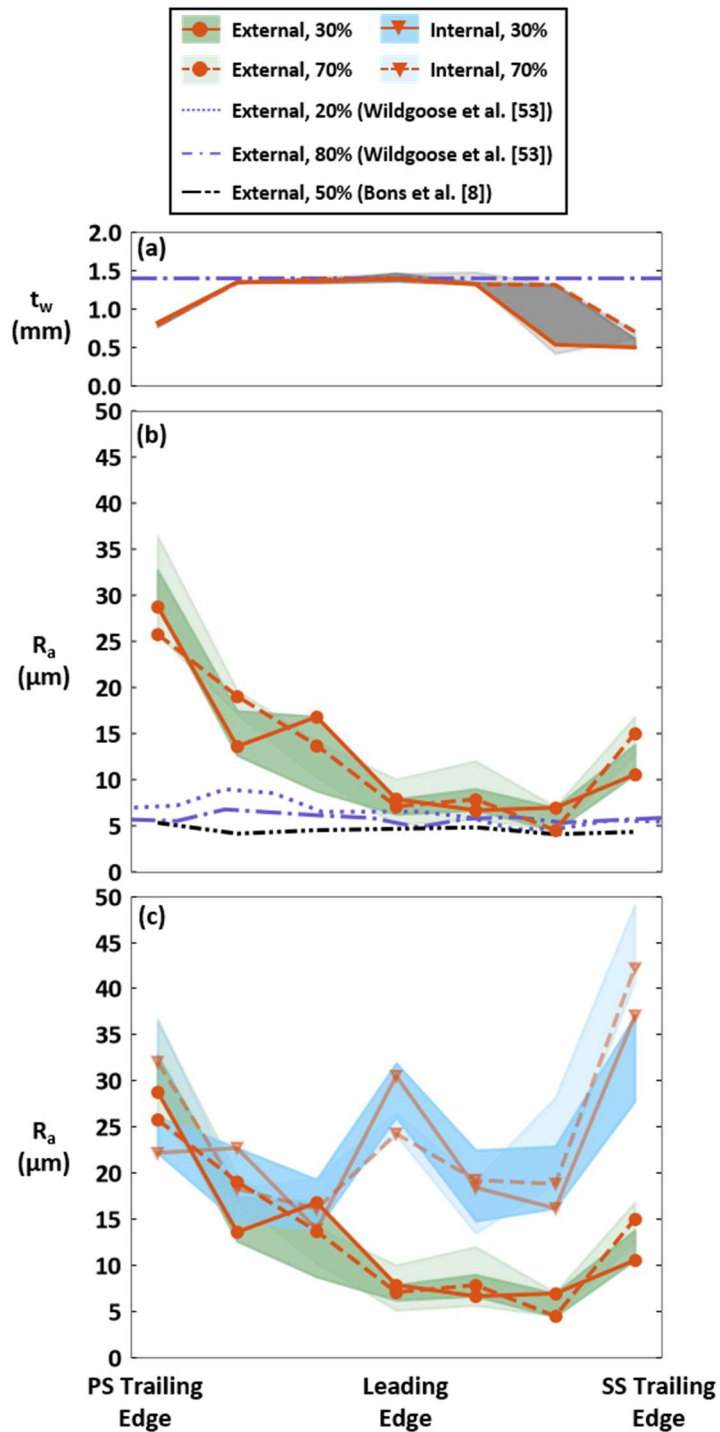 External, 30% Internal, 30%
External, 70% Internal, 70%
External, 20% (Wildgoose et al. [53])
External, 80% (Wildgoose et al. [53])
External, 50% (Bons et al. [8])
(a)
2.0
1.5
1.0
0.5
0.0
t_w
(mm)
(b)
50
45
40
35
30
25
20
15
10
5
0
R_a
(μm)
(c)
50
45
40
35
30
25
20
15
10
5
0
R_a
(μm)
PS Trailing Leading SS Trailing
Edge Edge Edge